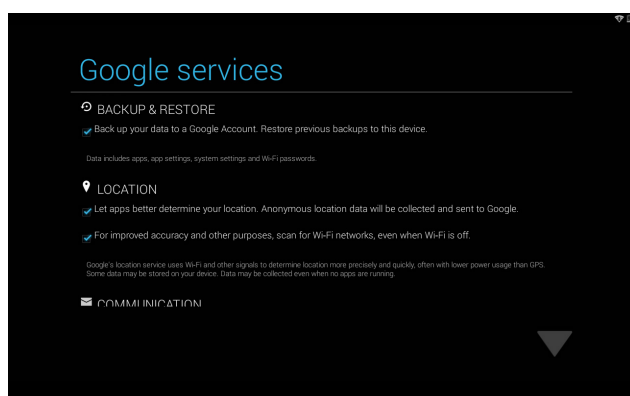 Google services
BACKUP & RESTORE
Back up your data to a Google Account. Restore previous backups to this device.
Data includes apps, app settings, system settings and Wi-Fi passwords.
LOCATION
Let apps better determine your location. Anonymous location data will be collected and sent to Google.
For improved accuracy and other purposes, scan for Wi-Fi networks, even when Wi-Fi is off.
Google's location service uses Wi-Fi and other signals to determine location more precisely and quickly, often with lower power usage than GPS.
Some data may be stored on your device. Data may be collected even when no apps are running.
COMMUNICATION